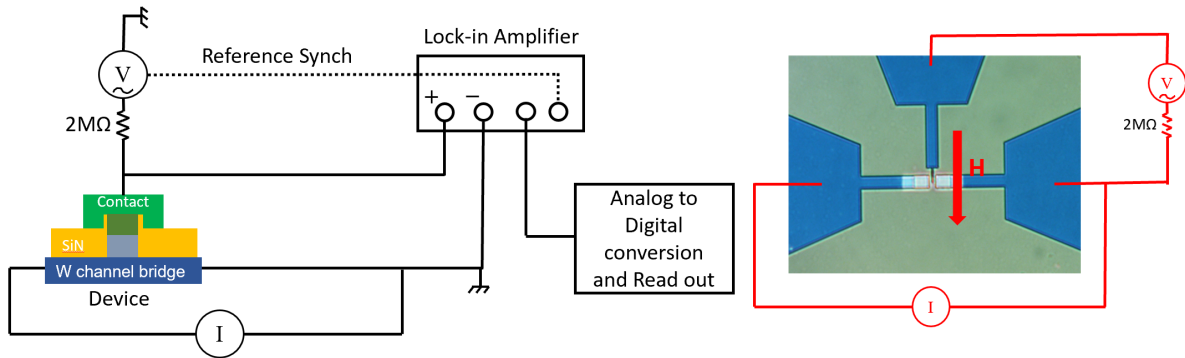 Lock-in Amplifier
Reference Synch
V
+ −
2MΩ
Contact
SiN
W channel bridge
Device
I
Analog to
Digital
conversion
and Read out
V
2MΩ
H
I